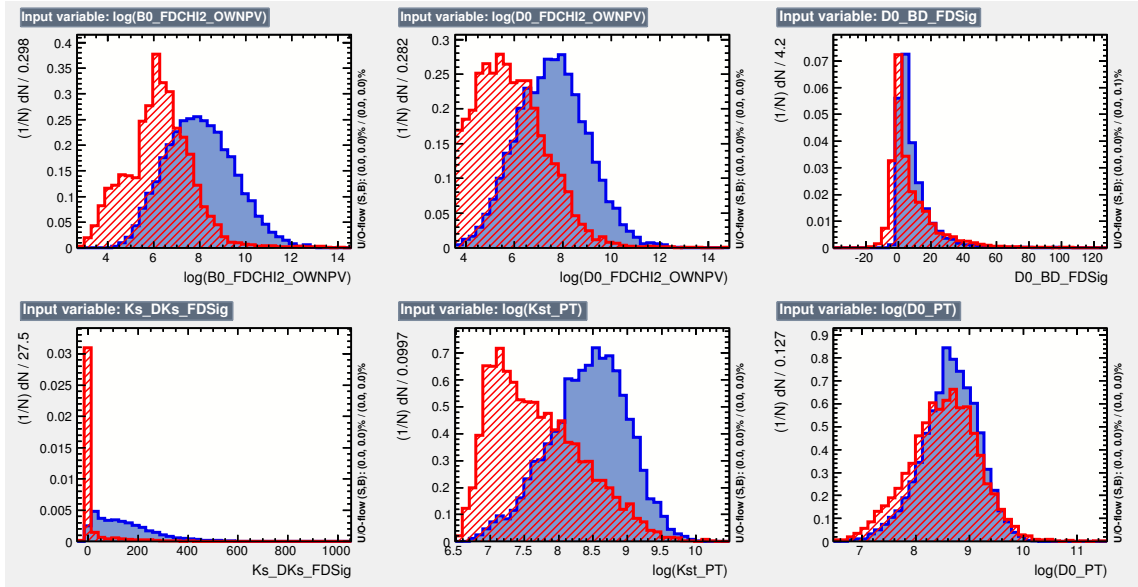 Input variable: log(B0_FDCHI2_OWNPV)
(1/N) dN / 0.298
0.4
0.35
0.3
0.25
0.2
0.15
0.1
0.05
0
4 6 8 10 12 14
log(B0_FDCHI2_OWNPV)
U/O-flow (S,B): (0.0, 0.0)% / (0.0, 0.0)%
Input variable: log(D0_FDCHI2_OWNPV)
(1/N) dN / 0.282
0.3
0.25
0.2
0.15
0.1
0.05
0
4 6 8 10 12 14
log(D0_FDCHI2_OWNPV)
U/O-flow (S,B): (0.0, 0.0)% / (0.0, 0.0)%
Input variable: D0_BD_FDSig
(1/N) dN / 4.2
0.07
0.06
0.05
0.04
0.03
0.02
0.01
0
-20 0 20 40 60 80 100 120
D0_BD_FDSig
U/O-flow (S,B): (0.0, 0.0)% / (0.0, 0.1)%
Input variable: Ks_DKs_FDSig
(1/N) dN / 27.5
0.03
0.025
0.02
0.015
0.01
0.005
0
0 200 400 600 800 1000
Ks_DKs_FDSig
U/O-flow (S,B): (0.0, 0.0)% / (0.0, 0.0)%
Input variable: log(Kst_PT)
(1/N) dN / 0.0997
0.7
0.6
0.5
0.4
0.3
0.2
0.1
0
6.5 7 7.5 8 8.5 9 9.5 10
log(Kst_PT)
U/O-flow (S,B): (0.0, 0.0)% / (0.0, 0.0)%
Input variable: log(D0_PT)
(1/N) dN / 0.127
0.9
0.8
0.7
0.6
0.5
0.4
0.3
0.2
0.1
0
7 8 9 10 11
log(D0_PT)
U/O-flow (S,B): (0.0, 0.0)% / (0.0, 0.0)%